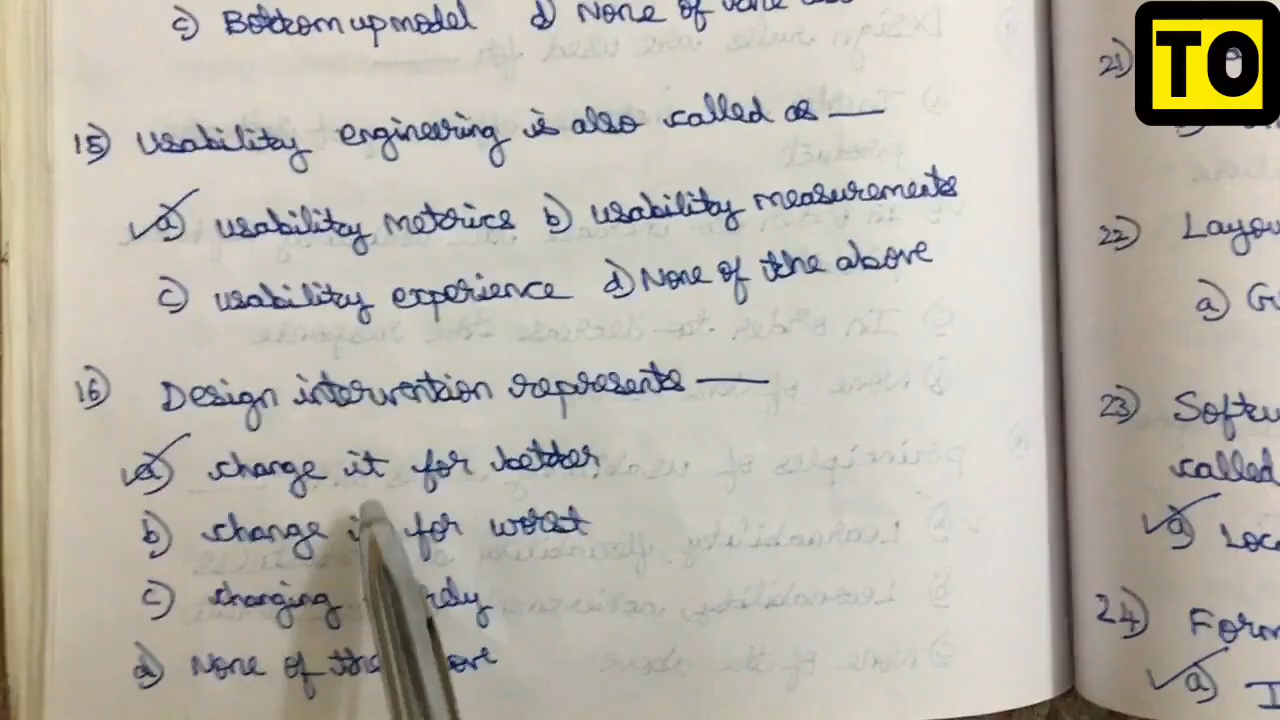 c) Bottom up model d) None of
15) Usability engineering is also called as —
a) usability metrics b) usability measurements
c) usability experience d) None of the above
16) Design intervention represents —
a) change it for better
b) change it for worst
c) changing
d) None of the
TO
21)
22) Layou
a) G
23) Softw
called
a) Loc
24) Form
a) I